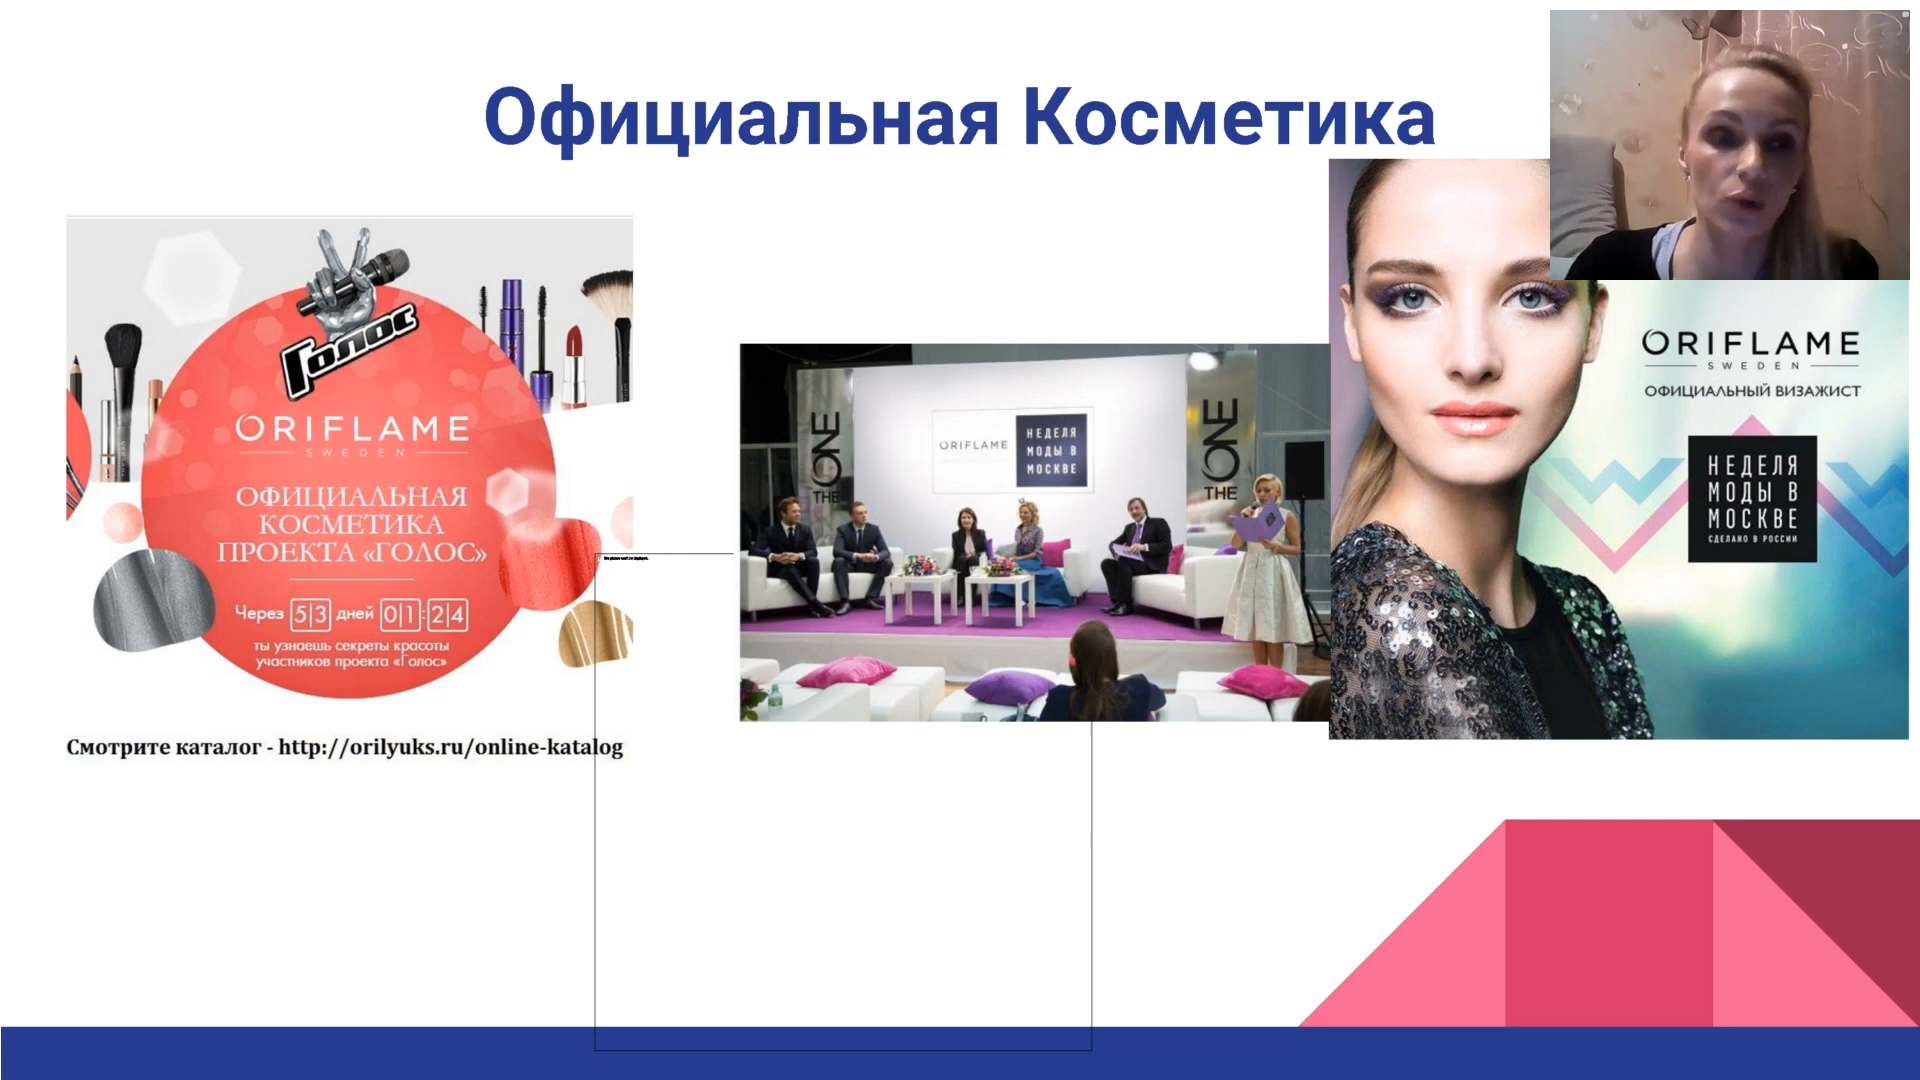 Официальная Косметика
Голос
ORIFLAME
SWEDEN
ОФИЦИАЛЬНАЯ
КОСМЕТИКА
ПРОЕКТА «ГОЛОС»
Через 53 дней 01:24
ты узнаешь секреты красоты
участников проекта «Голос»
Смотрите каталог - http://orilyuks.ru/online-katalog
THE ONE
ORIFLAME
НЕДЕЛЯ
МОДЫ В
МОСКВЕ
THE ONE
ORIFLAME
SWEDEN
ОФИЦИАЛЬНЫЙ ВИЗАЖИСТ
НЕДЕЛЯ
МОДЫ В
МОСКВЕ
СДЕЛАНО В РОССИИ